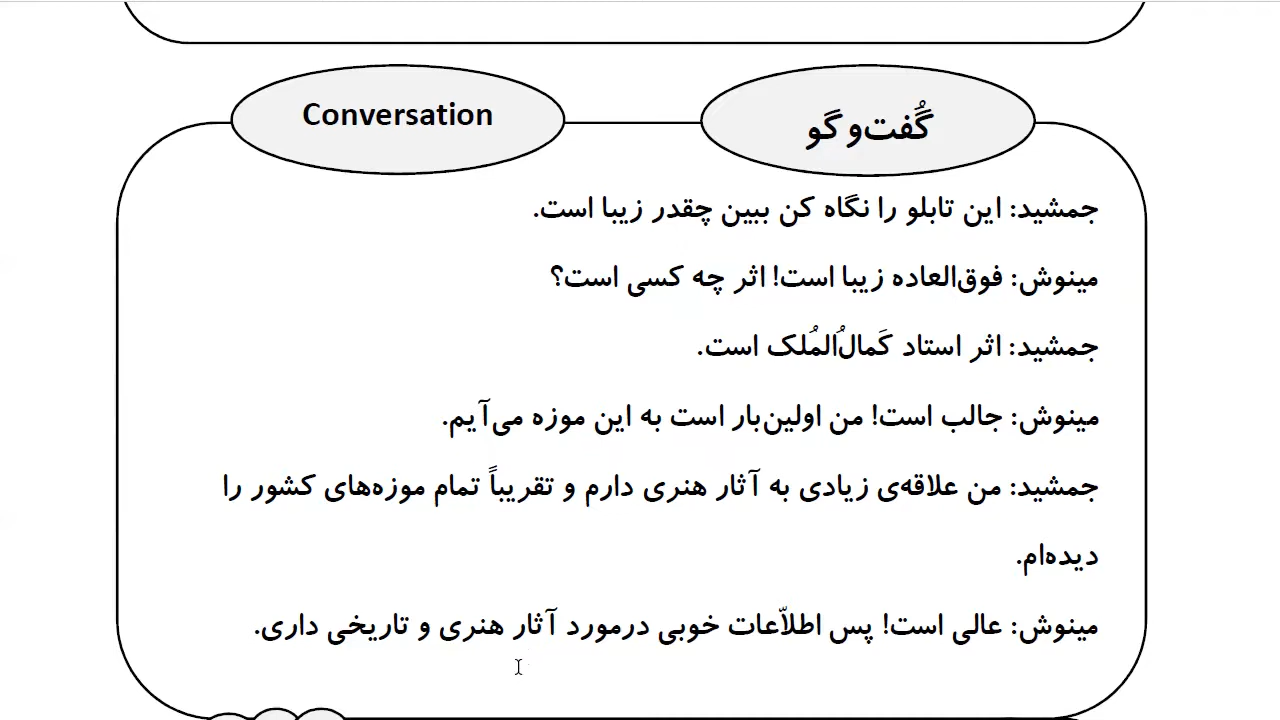 Conversation
گُفت‌وگو
جمشید: این تابلو را نگاه کن ببین چقدر زیبا است.
مینوش: فوق‌العاده زیبا است! اثر چه کسی است؟
جمشید: اثر استاد کَمال‌ُالمُلک است.
مینوش: جالب است! من اولین‌بار است به این موزه می‌آیم.
جمشید: من علاقه‌ی زیادی به آثار هنری دارم و تقریباً تمام موزه‌های کشور را
دیده‌ام.
مینوش: عالی است! پس اطلاّعات خوبی درمورد آثار هنری و تاریخی داری.